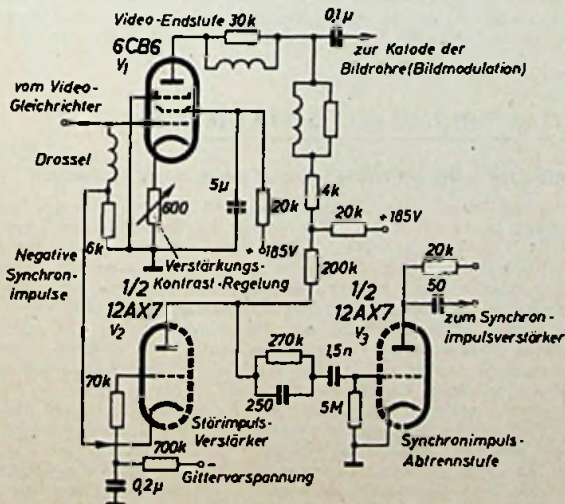 Video-Endstufe 30k
0,1µ
6CB6
V1
zur Katode der
Bildröhre (Bildmodulation)
vom Video-
Gleichrichter
Drossel
5µ
20k
4k
600
20k
+185V
6k
+185V
Negative
Synchron-
impulse
Verstärkungs-
Kontrast-Regelung
200k
20k
1/2
12AX7
V2
1/2
12AX7
V3
50
zum Synchron-
impulsverstärker
270k
1,5n
70k
250
5M
Störimpuls-
Verstärker
700k
Synchronimpuls-
Abtrennstufe
0,2µ
Gittervorspannung